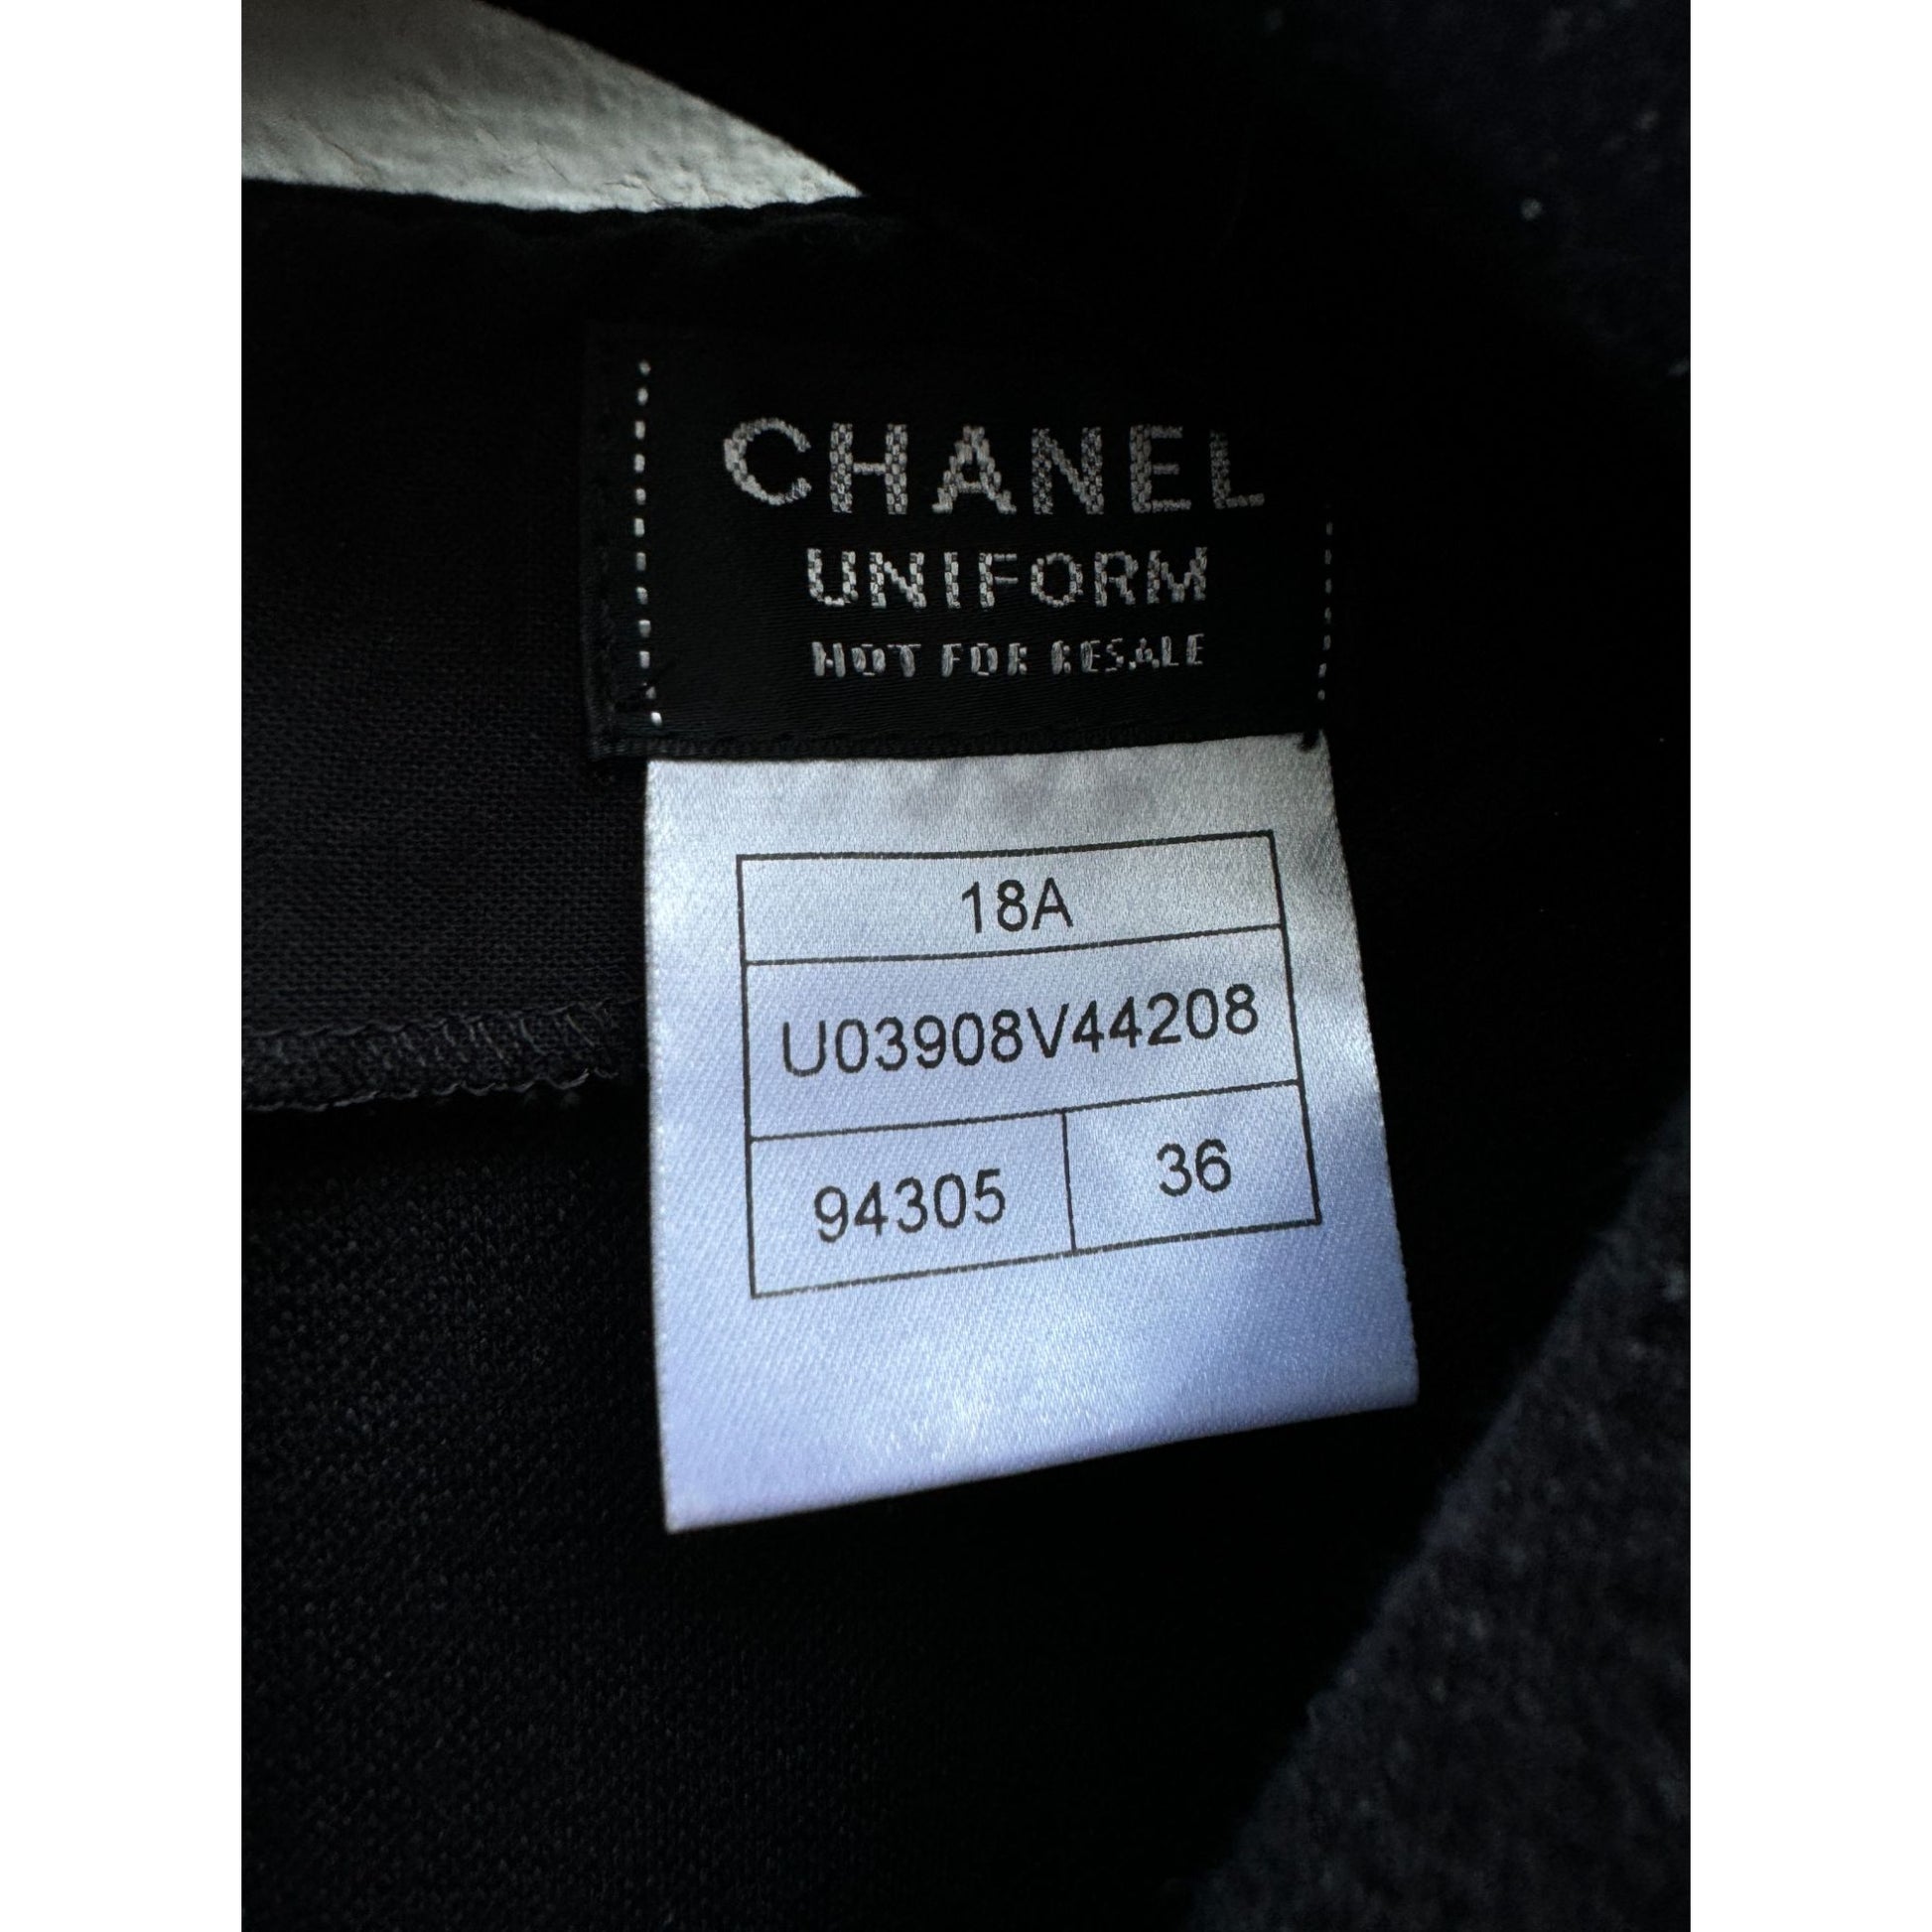 CHANEL
UNIFORM
NOT FOR RESALE
18A
U03908V44208
94305 36